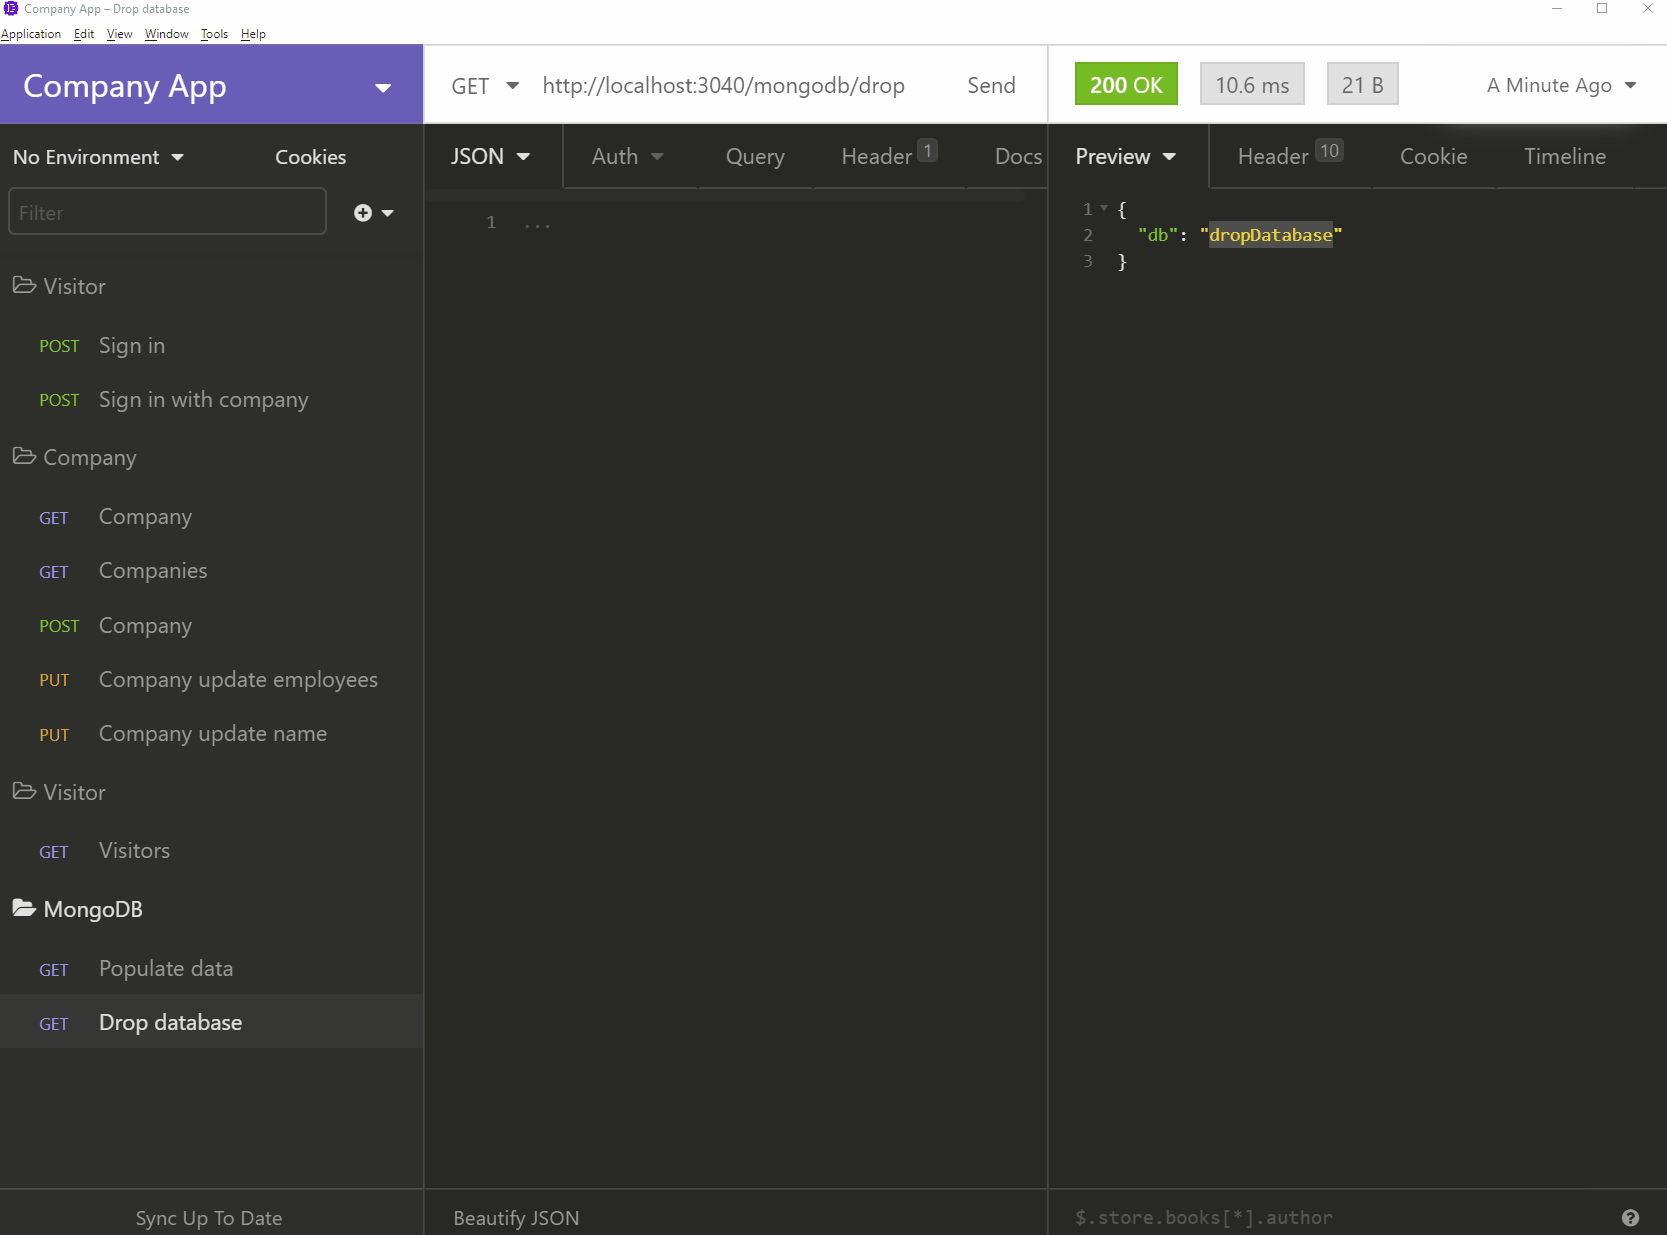 Company App – Drop database
Application Edit View Window Tools Help
Company App
GET http://localhost:3040/mongodb/drop Send
200 OK 10.6 ms 21 B A Minute Ago
No Environment Cookies
JSON Auth Query Header 1 Docs
Preview Header 10 Cookie Timeline
Filter
1 ...
1 {
2 "db": "dropDatabase"
3 }
Visitor
POST Sign in
POST Sign in with company
Company
GET Company
GET Companies
POST Company
PUT Company update employees
PUT Company update name
Visitor
GET Visitors
MongoDB
GET Populate data
GET Drop database
Sync Up To Date
Beautify JSON
$.store.books[*].author